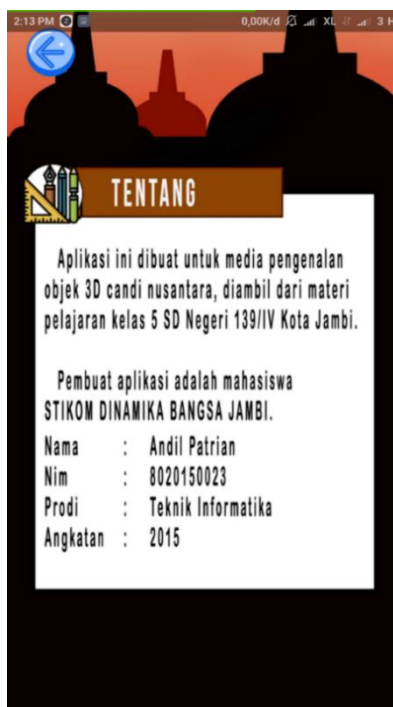 2:13 PM 0,00K/d XL 3 H
TENTANG
Aplikasi ini dibuat untuk media pengenalan
objek 3D candi nusantara, diambil dari materi
pelajaran kelas 5 SD Negeri 139/IV Kota Jambi.
Pembuat aplikasi adalah mahasiswa
STIKOM DINAMIKA BANGSA JAMBI.
Nama : Andil Patrian
Nim : 8020150023
Prodi : Teknik Informatika
Angkatan : 2015